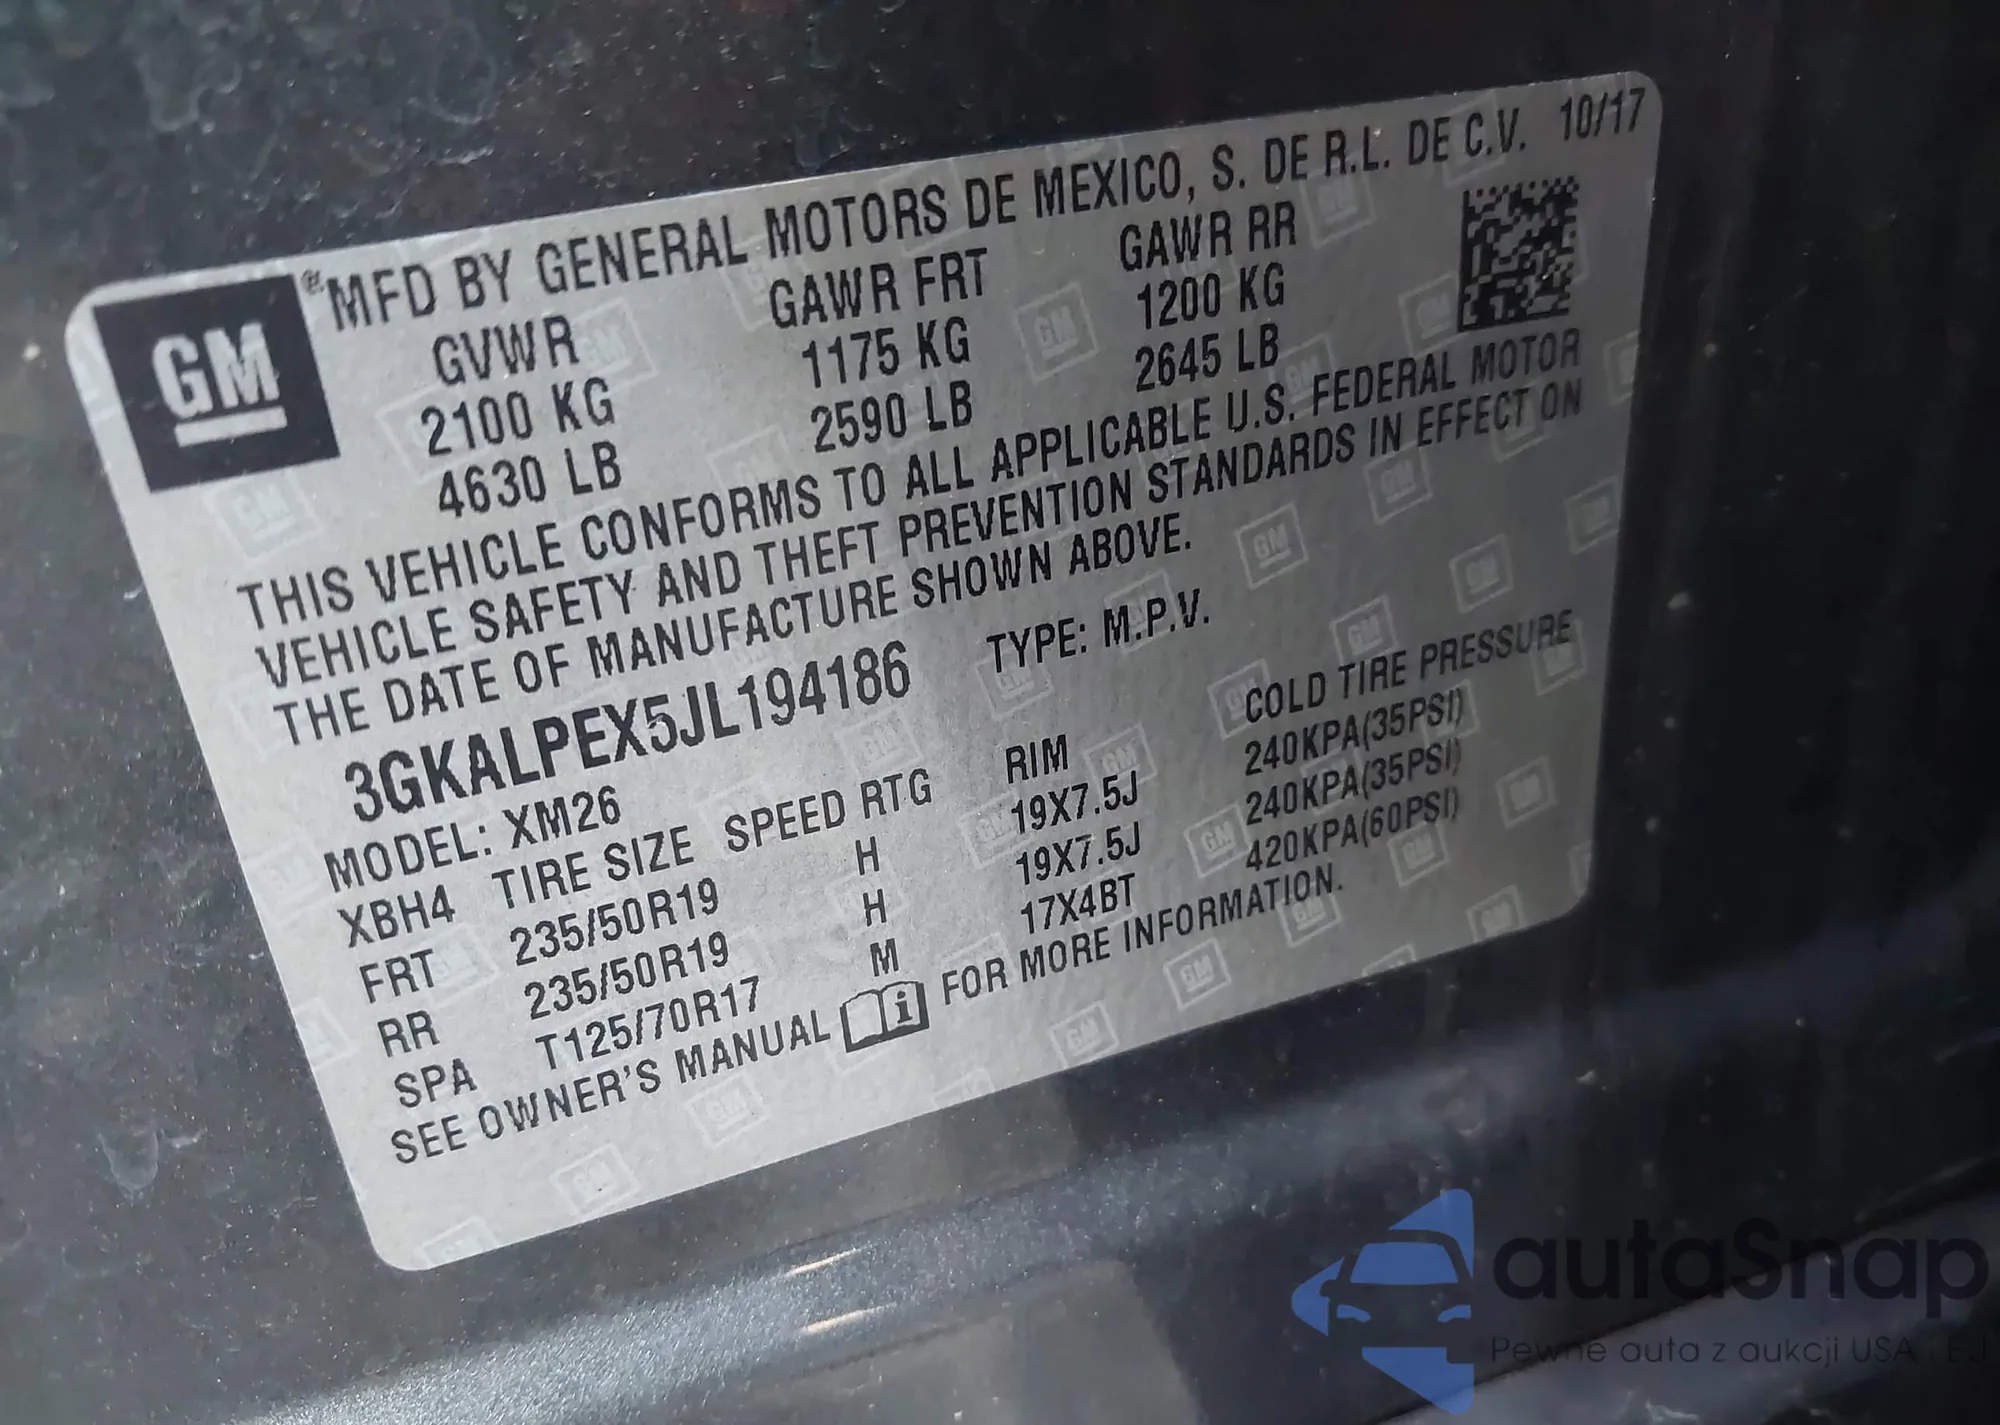 GM
® MFD BY GENERAL MOTORS DE MEXICO, S. DE R.L. DE C.V. 10/17
GVWR GAWR FRT GAWR RR
2100 KG 1175 KG 1200 KG
4630 LB 2590 LB 2645 LB
THIS VEHICLE CONFORMS TO ALL APPLICABLE U.S. FEDERAL MOTOR
VEHICLE SAFETY AND THEFT PREVENTION STANDARDS IN EFFECT ON
THE DATE OF MANUFACTURE SHOWN ABOVE.
3GKALPEX5JL194186 TYPE: M.P.V.
MODEL: XM26
XBH4 TIRE SIZE SPEED RTG RIM COLD TIRE PRESSURE
FRT 235/50R19 H 19X7.5J 240KPA(35PSI)
RR 235/50R19 H 19X7.5J 240KPA(35PSI)
SPA T125/70R17 M 17X4BT 420KPA(60PSI)
SEE OWNER'S MANUAL i FOR MORE INFORMATION.
autaSnap
Pewne auta z aukcji USA i EU